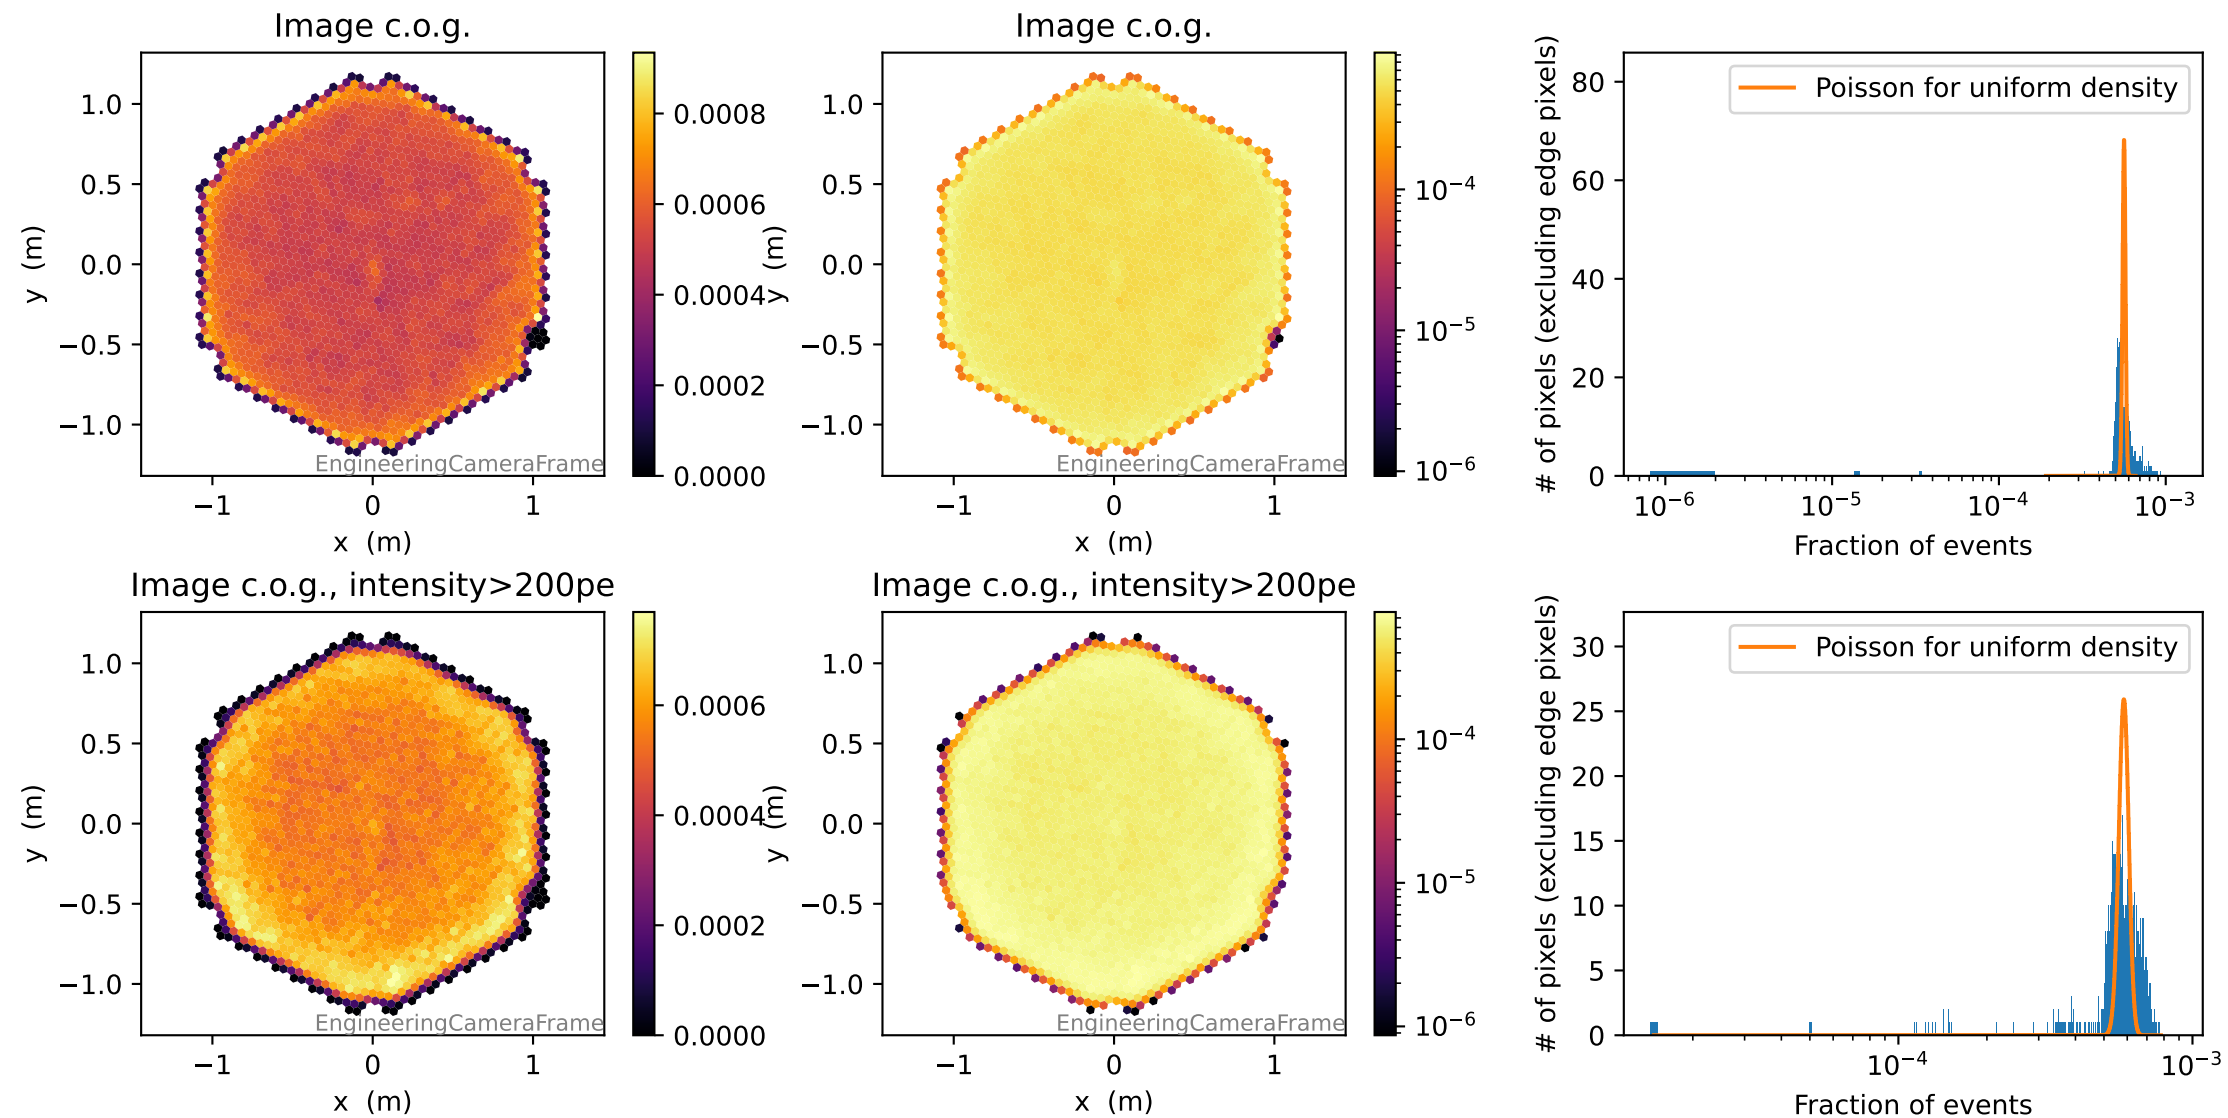 Image c.o.g.
1.0
0.5
0.0
−0.5
−1.0
y (m)
−1 0 1
x (m)
EngineeringCameraFrame
0.0008
0.0006
0.0004
0.0002
0.0000
Image c.o.g.
1.0
0.5
0.0
−0.5
−1.0
y (m)
−1 0 1
x (m)
EngineeringCameraFrame
10⁻⁴
10⁻⁵
10⁻⁶
Poisson for uniform density
# of pixels (excluding edge pixels)
80
60
40
20
0
10⁻⁶ 10⁻⁵ 10⁻⁴ 10⁻³
Fraction of events
Image c.o.g., intensity>200pe
1.0
0.5
0.0
−0.5
−1.0
y (m)
−1 0 1
x (m)
EngineeringCameraFrame
0.0006
0.0004
0.0002
0.0000
Image c.o.g., intensity>200pe
1.0
0.5
0.0
−0.5
−1.0
y (m)
−1 0 1
x (m)
EngineeringCameraFrame
10⁻⁴
10⁻⁵
10⁻⁶
Poisson for uniform density
# of pixels (excluding edge pixels)
30
25
20
15
10
5
0
10⁻⁴ 10⁻³
Fraction of events